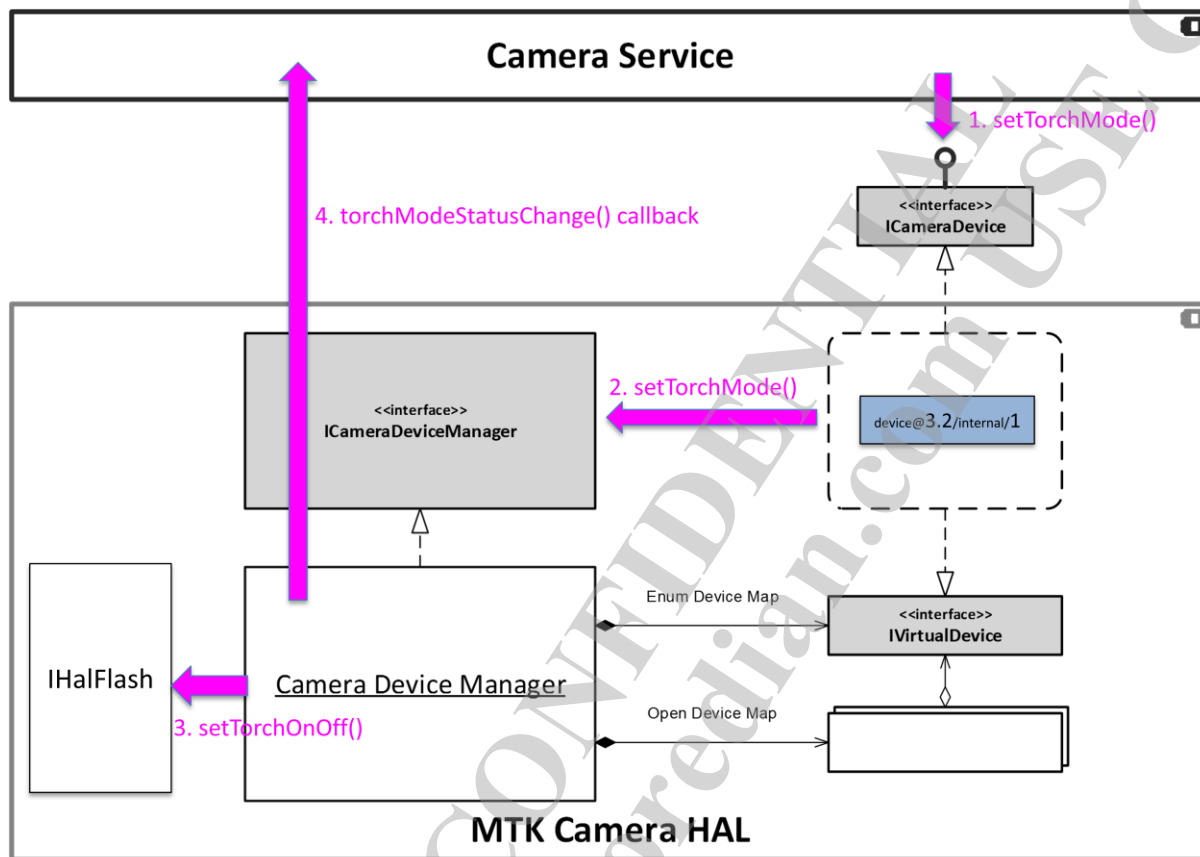 Camera Service
1. setTorchMode()
<<interface>>
ICameraDevice
4. torchModeStatusChange() callback
<<interface>>
ICameraDeviceManager
2. setTorchMode()
device@3.2/internal/1
Enum Device Map
<<interface>>
IVirtualDevice
IHalFlash
Camera Device Manager
3. setTorchOnOff()
Open Device Map
MTK Camera HAL
CONFIDENTIAL
oredian.com USE